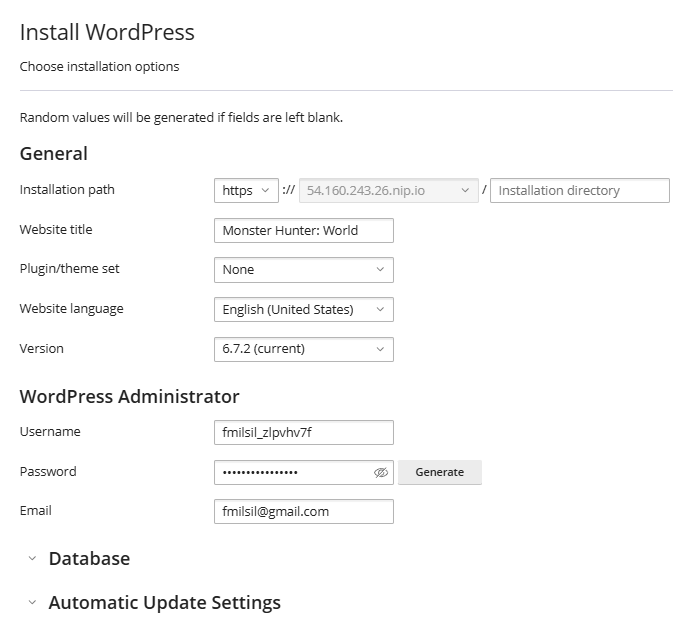 Install WordPress
Choose installation options
Random values will be generated if fields are left blank.
General
Installation path https :// 54.160.243.26.nip.io / Installation directory
Website title Monster Hunter: World
Plugin/theme set None
Website language English (United States)
Version 6.7.2 (current)
WordPress Administrator
Username fmilsil_zlpvhv7f
Password ••••••••••••••• Generate
Email fmilsil@gmail.com
Database
Automatic Update Settings